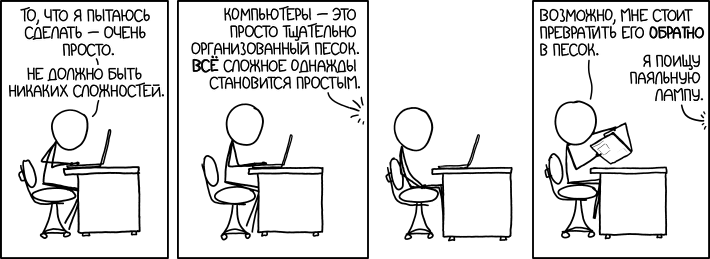 ТО, ЧТО Я ПЫТАЮСЬ
СДЕЛАТЬ — ОЧЕНЬ
ПРОСТО.
НЕ ДОЛЖНО БЫТЬ
НИКАКИХ СЛОЖНОСТЕЙ.
КОМПЬЮТЕРЫ — ЭТО
ПРОСТО ТЩАТЕЛЬНО
ОРГАНИЗОВАННЫЙ ПЕСОК.
ВСЁ СЛОЖНОЕ ОДНАЖДЫ
СТАНОВИТСЯ ПРОСТЫМ.
ВОЗМОЖНО, МНЕ СТОИТ
ПРЕВРАТИТЬ ЕГО ОБРАТНО
В ПЕСОК.
Я ПОИЩУ
ПАЯЛЬНУЮ
ЛАМПУ.